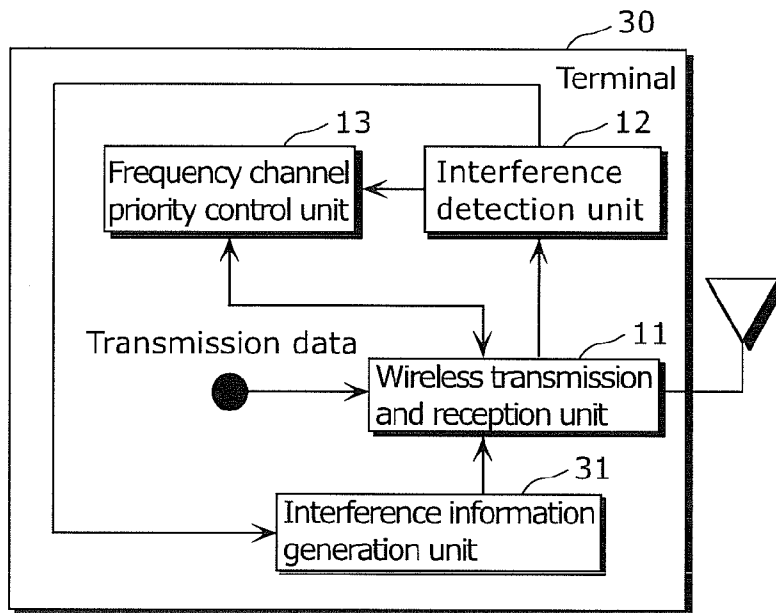 30
Terminal
13
12
Frequency channel
priority control unit
Interference
detection unit
Transmission data
11
Wireless transmission
and reception unit
31
Interference information
generation unit